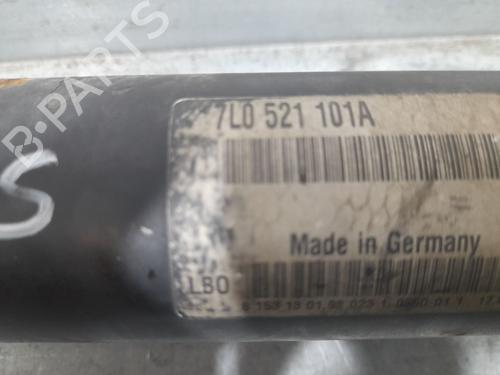 B-PARTS
7L0 521 101A
S
Made in Germany
LBO